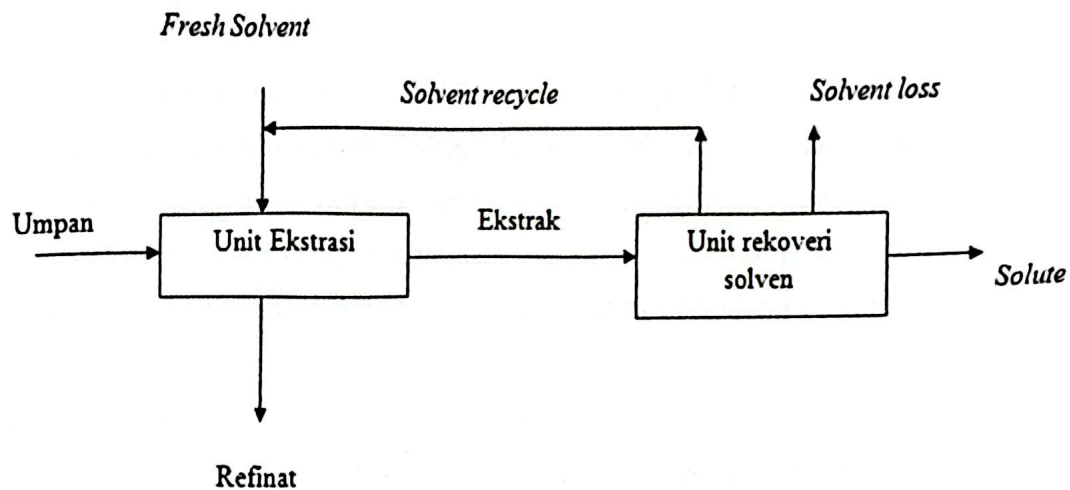 Fresh Solvent
Solvent recycle
Solvent loss
Umpan
Unit Ekstrasi
Ekstrak
Unit rekoveri
solven
Solute
Refinat